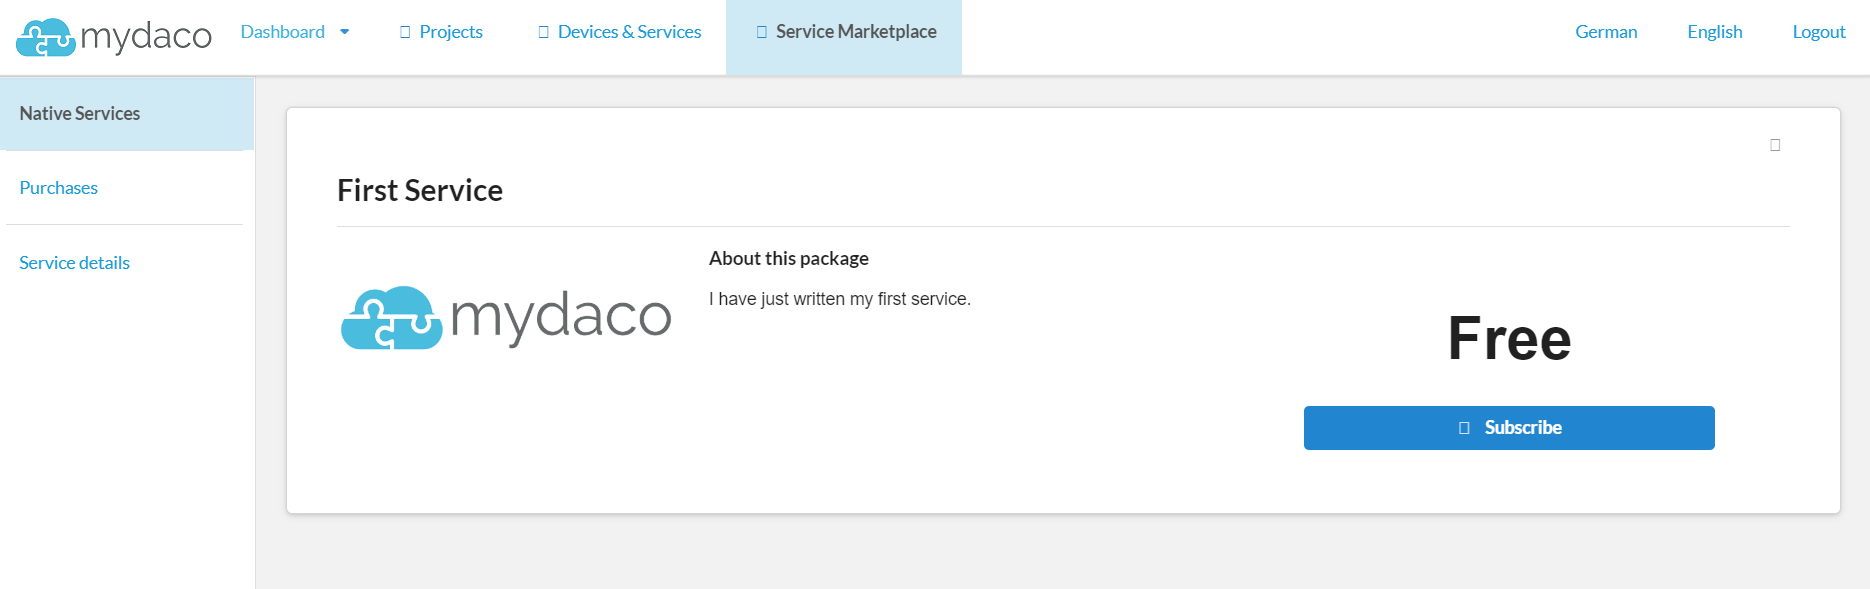 mydaco Dashboard Projects Devices & Services Service Marketplace German English Logout
Native Services
Purchases
Service details
First Service
mydaco
About this package
I have just written my first service.
Free
Subscribe